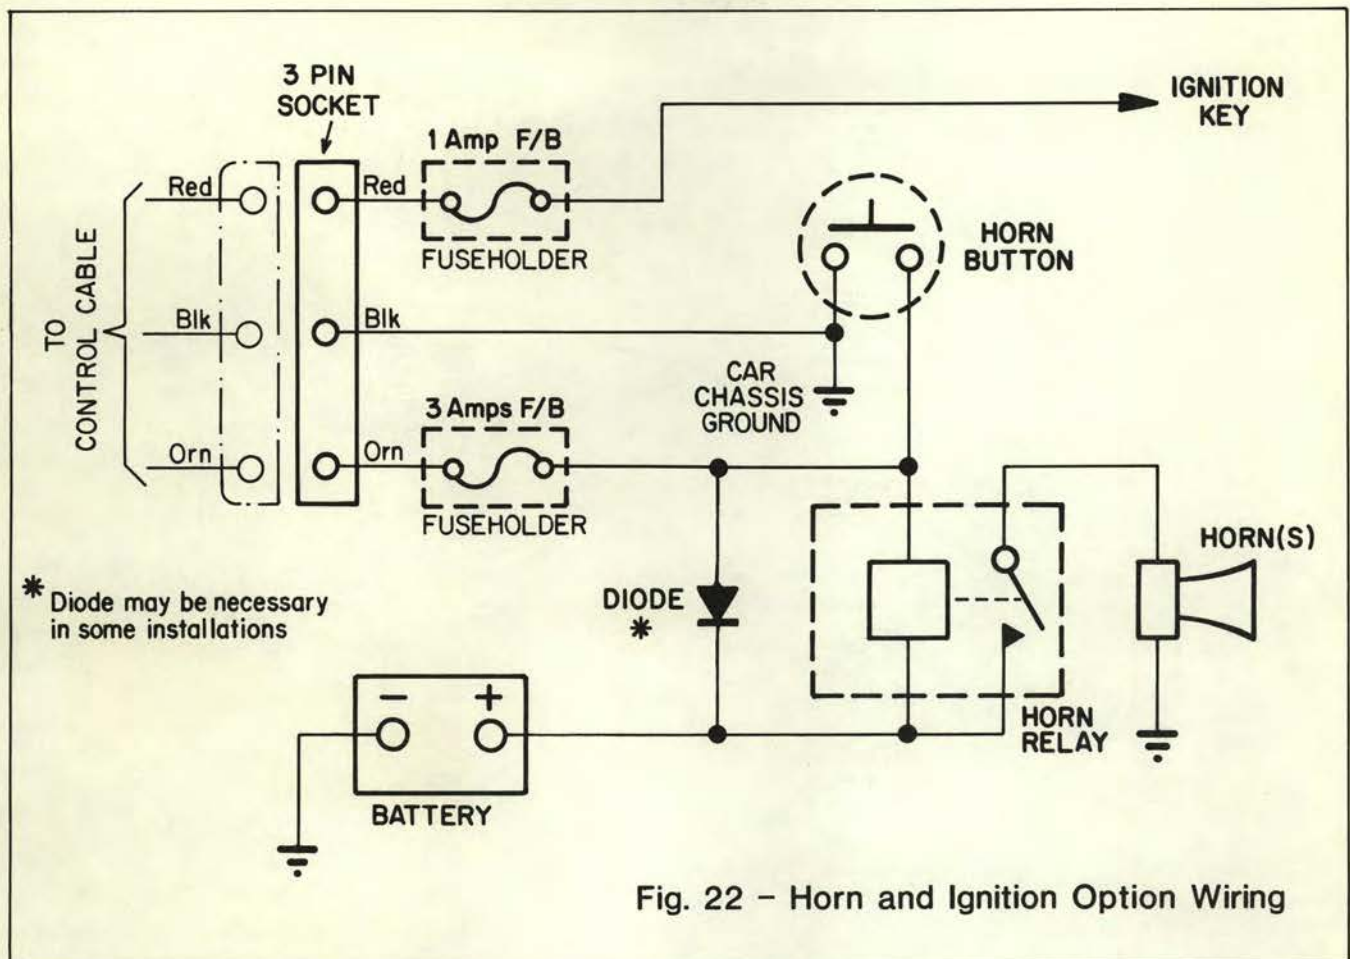 3 PIN
SOCKET
1 Amp F/B
IGNITION
KEY
Red
Red
FUSEHOLDER
HORN
BUTTON
TO
CONTROL CABLE
Blk
Blk
CAR
CHASSIS
GROUND
3 Amps F/B
Orn
Orn
FUSEHOLDER
HORN(S)
* Diode may be necessary
in some installations
DIODE
*
HORN
RELAY
- +
BATTERY
Fig. 22 - Horn and Ignition Option Wiring